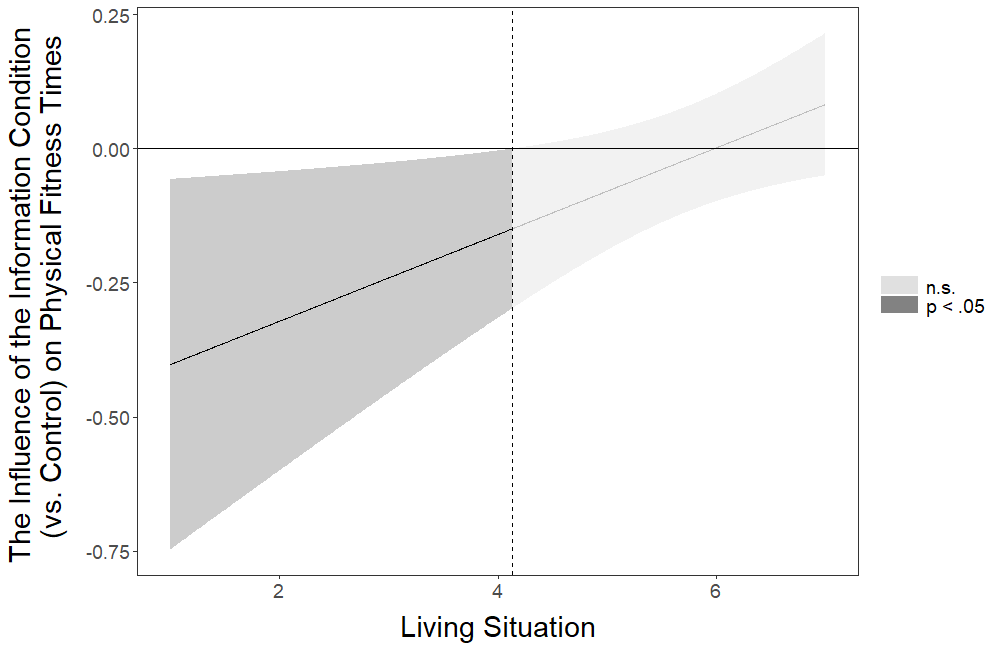 The Influence of the Information Condition
(vs. Control) on Physical Fitness Times
0.25
0.00
-0.25
-0.50
-0.75
2
4
6
Living Situation
n.s.
p < .05